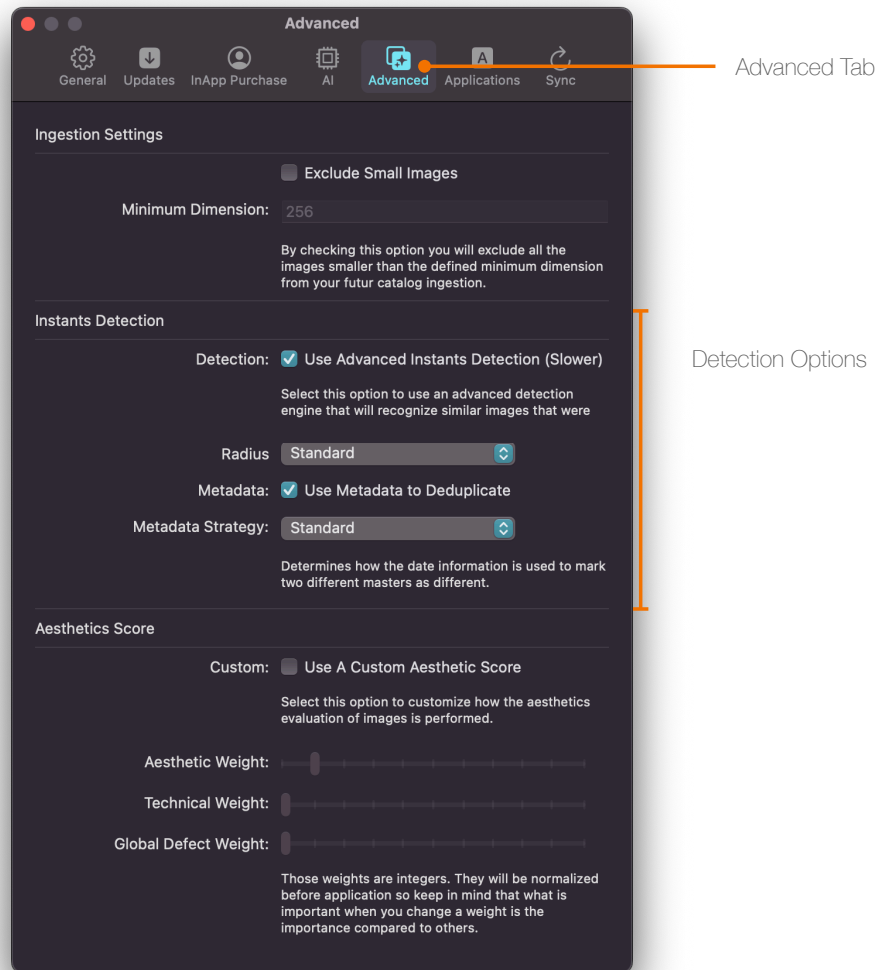 Advanced
General Updates InApp Purchase AI Advanced Applications Sync
Advanced Tab
Ingestion Settings
Exclude Small Images
Minimum Dimension: 256
By checking this option you will exclude all the
images smaller than the defined minimum dimension
from your futur catalog ingestion.
Instants Detection
Detection: Use Advanced Instants Detection (Slower)
Detection Options
Select this option to use an advanced detection
engine that will recognize similar images that were
Radius Standard
Metadata: Use Metadata to Deduplicate
Metadata Strategy: Standard
Determines how the date information is used to mark
two different masters as different.
Aesthetics Score
Custom: Use A Custom Aesthetic Score
Select this option to customize how the aesthetics
evaluation of images is performed.
Aesthetic Weight:
Technical Weight:
Global Defect Weight:
Those weights are integers. They will be normalized
before application so keep in mind that what is
important when you change a weight is the
importance compared to others.